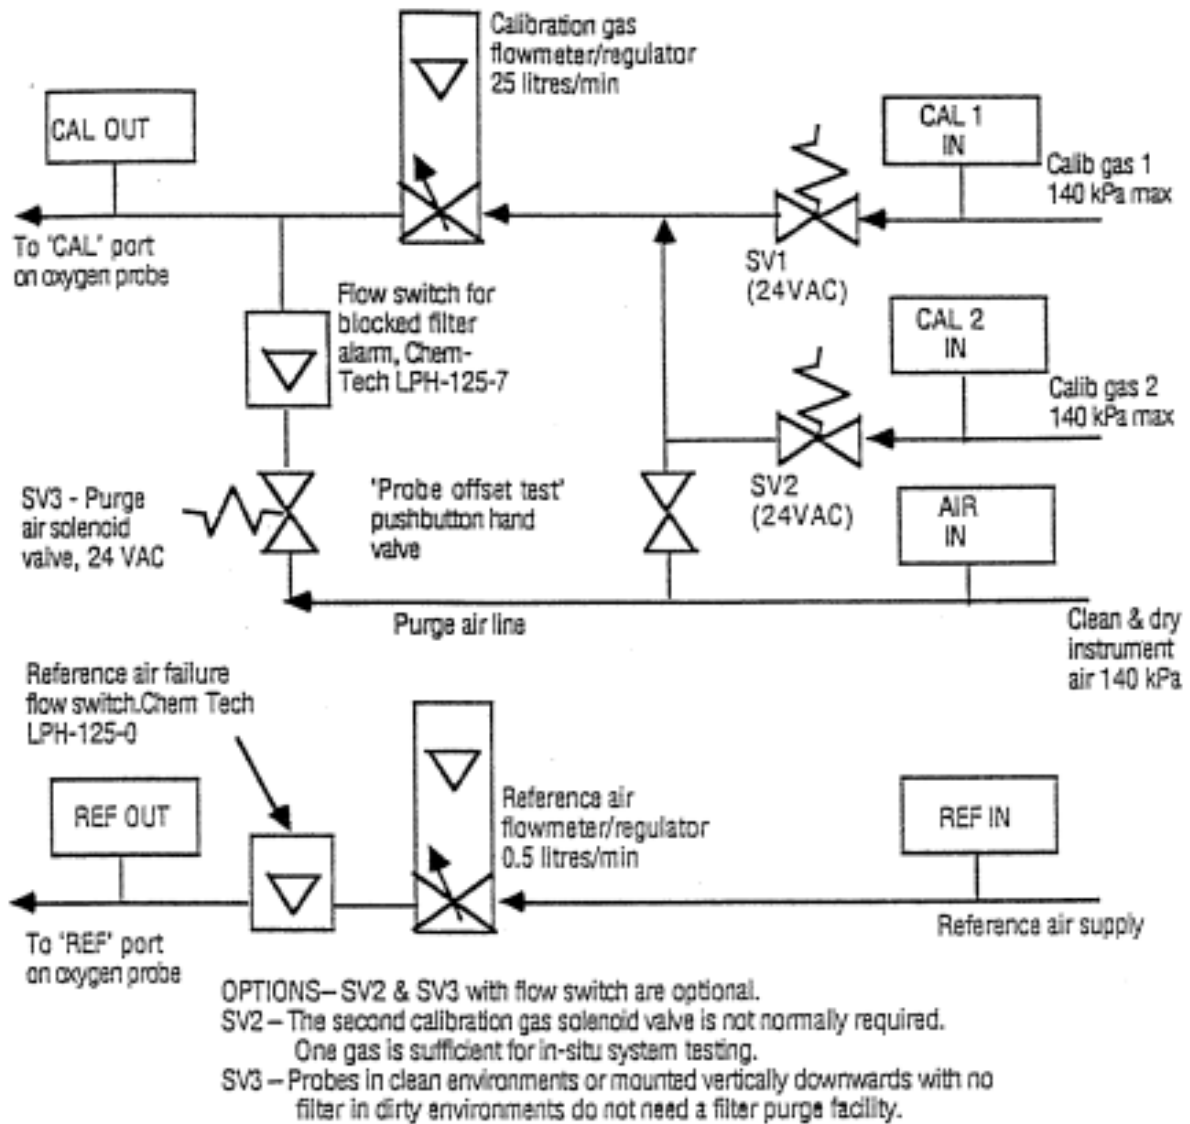 Calibration gas
flowmeter/regulator
25 litres/min
CAL OUT
CAL 1
IN
Calib gas 1
140 kPa max
To 'CAL' port
on oxygen probe
SV1
(24VAC)
Flow switch for
blocked filter
alarm, Chem-
Tech LPH-125-7
CAL 2
IN
Calib gas 2
140 kPa max
SV3 - Purge
air solenoid
valve, 24 VAC
'Probe offset test'
pushbutton hand
valve
SV2
(24VAC)
AIR
IN
Purge air line
Clean & dry
instrument
air 140 kPa
Reference air failure
flow switch.Chem Tech
LPH-125-0
REF OUT
Reference air
flowmeter/regulator
0.5 litres/min
REF IN
To 'REF' port
on oxygen probe
Reference air supply
OPTIONS– SV2 & SV3 with flow switch are optional.
SV2 – The second calibration gas solenoid valve is not normally required.
One gas is sufficient for in-situ system testing.
SV3 – Probes in clean environments or mounted vertically downwards with no
filter in dirty environments do not need a filter purge facility.